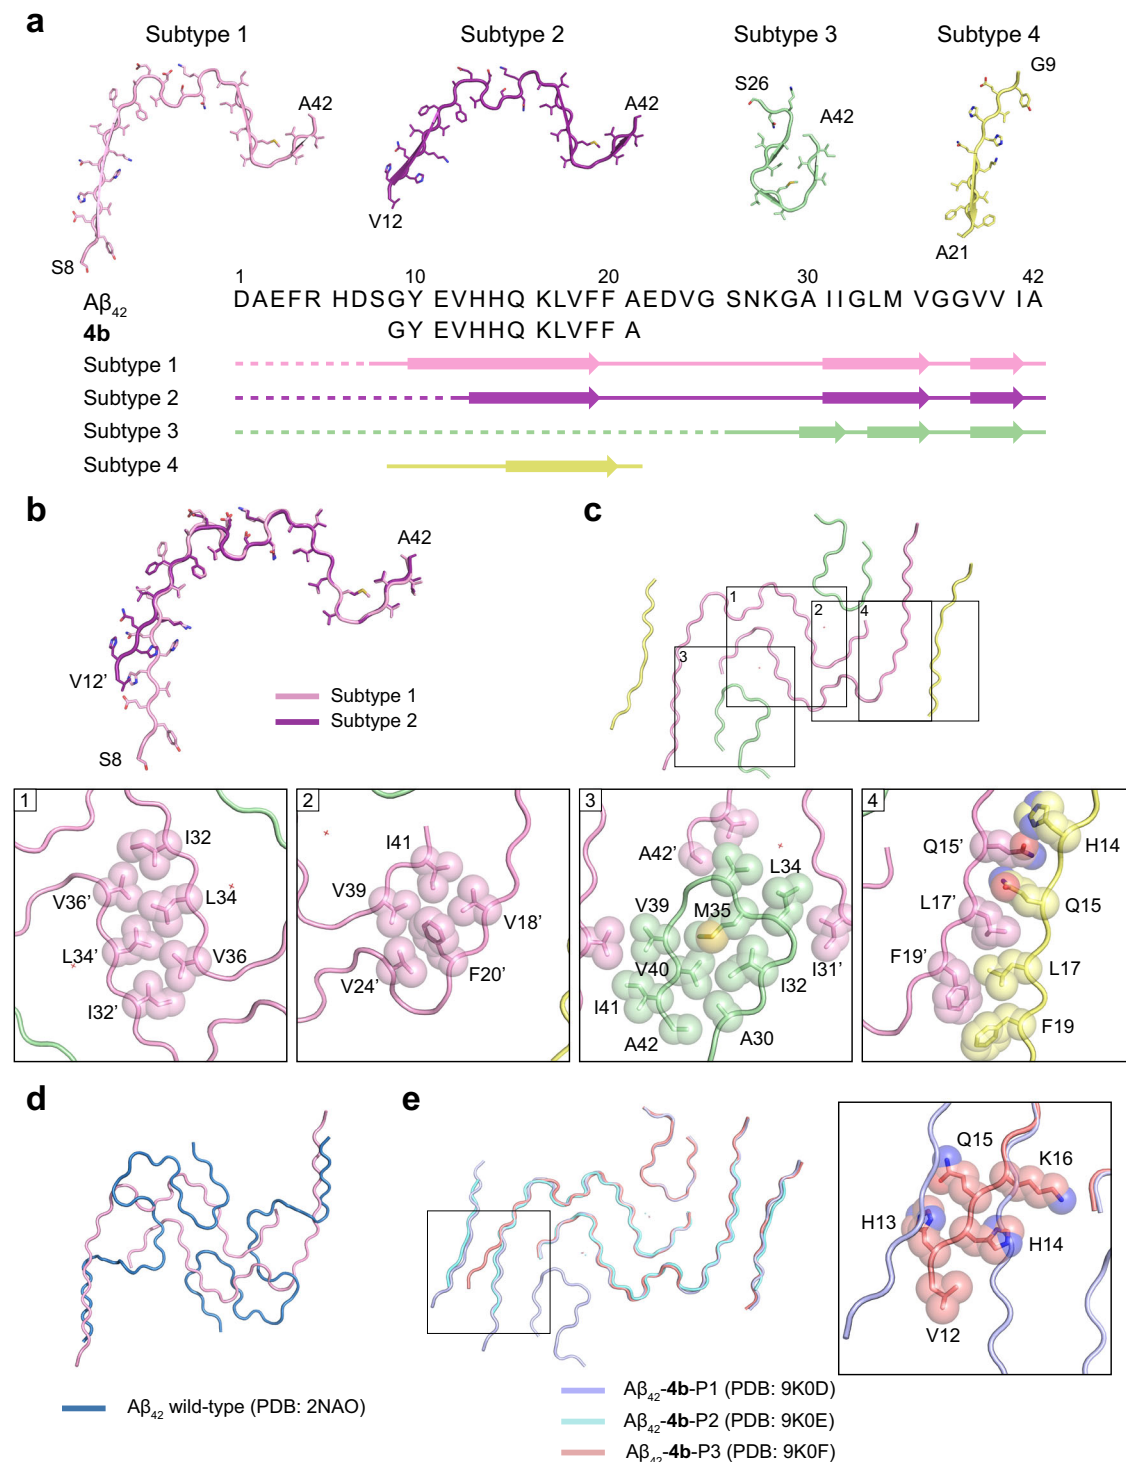 a
Subtype 1
Subtype 2
Subtype 3
Subtype 4
S8
A42
V12
A42
S26
A42
G9
A21
1 10 20 30 42
Aβ42 DAEFR HDSGY EVHHQ KLVFF AEDVG SNKGA IIGLM VGGVV IA
4b GY EVHHQ KLVFF A
Subtype 1
Subtype 2
Subtype 3
Subtype 4
b
A42
V12’
S8
Subtype 1
Subtype 2
c
1
2
4
3
1
I32
V36’
L34
L34’
V36
I32’
2
I41
V39
V18’
V24’
F20’
3
A42’
L34
V39
M35
V40
I31’
I41
I32
A42
A30
4
Q15’
H14
L17’
Q15
F19’
L17
F19
d
Aβ42 wild-type (PDB: 2NAO)
e
Aβ42-4b-P1 (PDB: 9K0D)
Aβ42-4b-P2 (PDB: 9K0E)
Aβ42-4b-P3 (PDB: 9K0F)
Q15
K16
H13
H14
V12